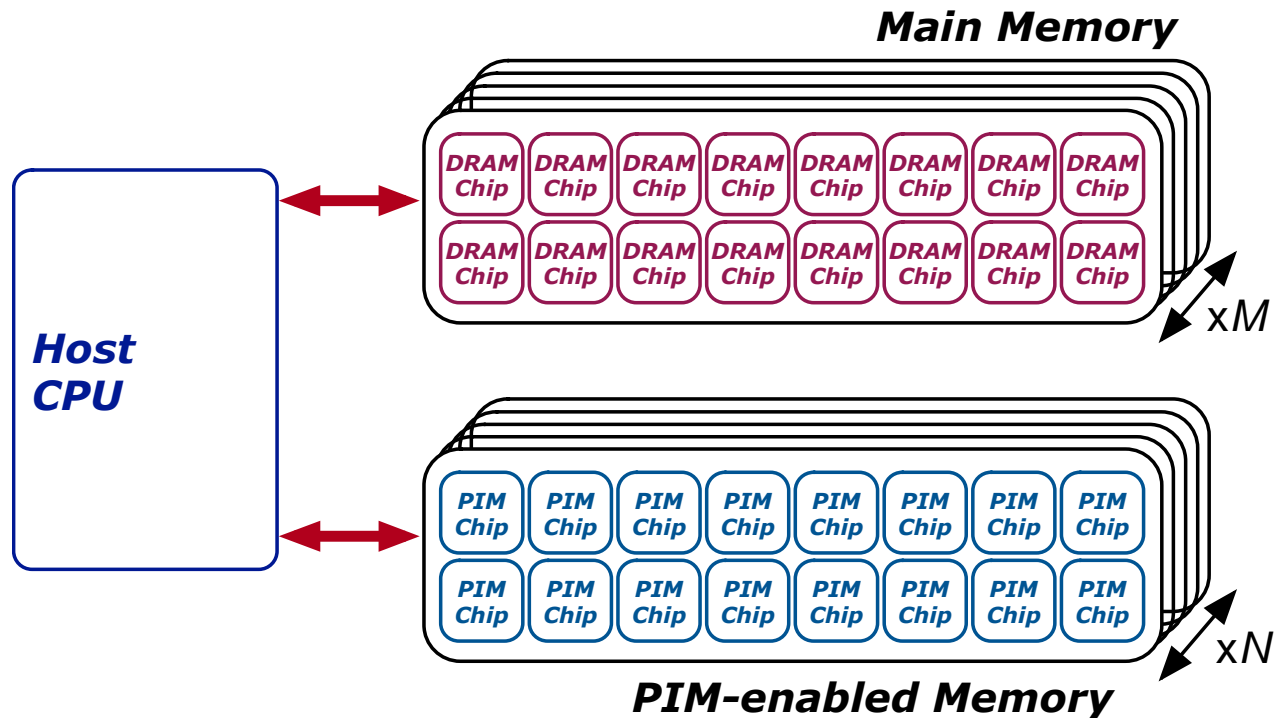 Main Memory
DRAM DRAM DRAM DRAM DRAM DRAM DRAM DRAM
Chip Chip Chip Chip Chip Chip Chip Chip
DRAM DRAM DRAM DRAM DRAM DRAM DRAM DRAM
Chip Chip Chip Chip Chip Chip Chip Chip
xM
Host
CPU
PIM PIM PIM PIM PIM PIM PIM PIM
Chip Chip Chip Chip Chip Chip Chip Chip
PIM PIM PIM PIM PIM PIM PIM PIM
Chip Chip Chip Chip Chip Chip Chip Chip
xN
PIM-enabled Memory